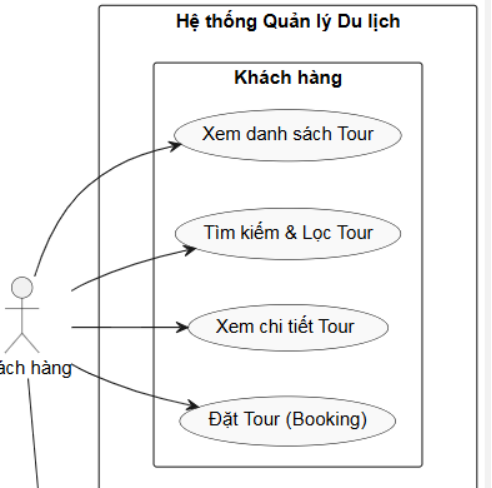 Hệ thống Quản lý Du lịch
Khách hàng
Xem danh sách Tour
Tìm kiếm & Lọc Tour
Xem chi tiết Tour
Đặt Tour (Booking)
ách hàng